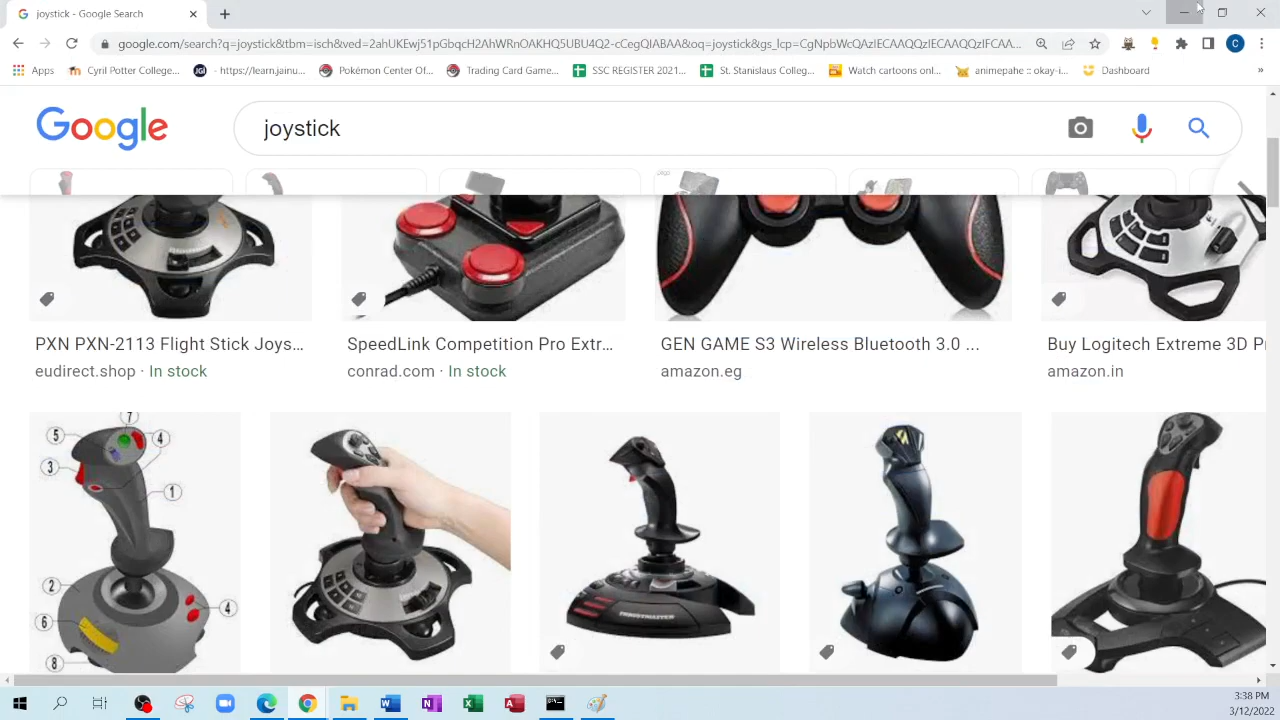 joystick - Google Search
google.com/search?q=joystick&tbm=isch&ved=2ahUKEwj51pGhqcH2AhWRn0wKHQ5UBU4Q2-cCegQIABAA&oq=joystick&gs_lcp=CgNpbWcQAzIECAAQQzIECAAQQzIFCAA...
C
Apps
Cyril Potter College...
- https://learn.jainu...
Pokémon Center Of...
Trading Card Game...
SSC REGISTER 2021...
St. Stanislaus Colleg...
Watch cartoons onl...
animepahe :: okay-i...
Dashboard
»
Google
joystick
PXN PXN-2113 Flight Stick Joys...
eudirect.shop · In stock
SpeedLink Competition Pro Extr...
conrad.com · In stock
GEN GAME S3 Wireless Bluetooth 3.0 ...
amazon.eg
Buy Logitech Extreme 3D P
amazon.in
7
5
4
3
1
2
4
6
8
THRUSTMASTER
3:38 PM
3/12/2022